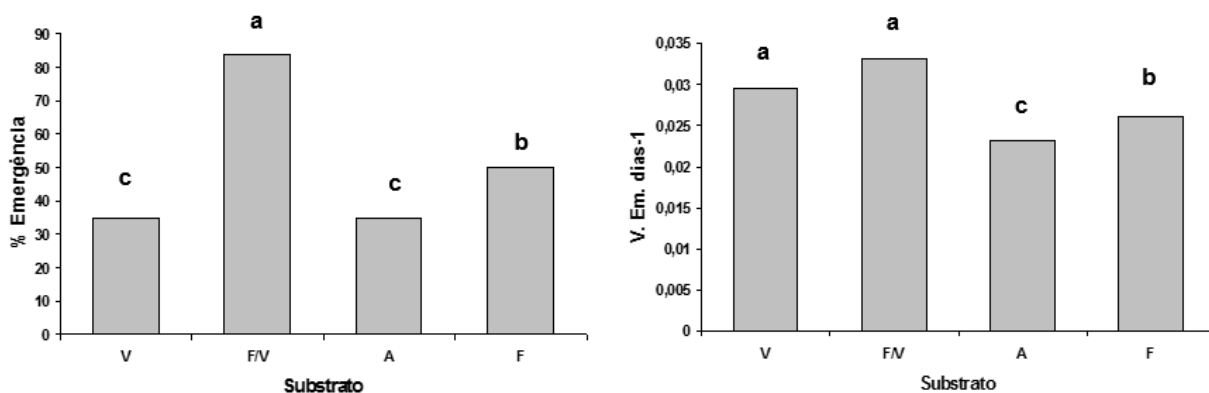 % Emergência
90
80
70
60
50
40
30
20
10
0
c
a
c
b
V
F/V
A
F
Substrato
V. Em. dias-1
0,035
0,03
0,025
0,02
0,015
0,01
0,005
0
a
a
c
b
V
F/V
A
F
Substrato